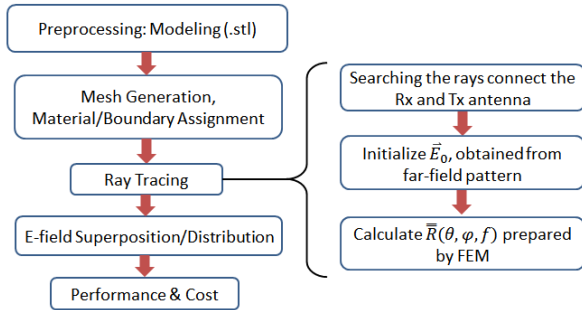 Preprocessing: Modeling (.stl)
Mesh Generation,
Material/Boundary Assignment
Ray Tracing
E-field Superposition/Distribution
Performance & Cost
Searching the rays connect the
Rx and Tx antenna
Initialize E⃗₀, obtained from
far-field pattern
Calculate R̿(θ, φ, f) prepared
by FEM